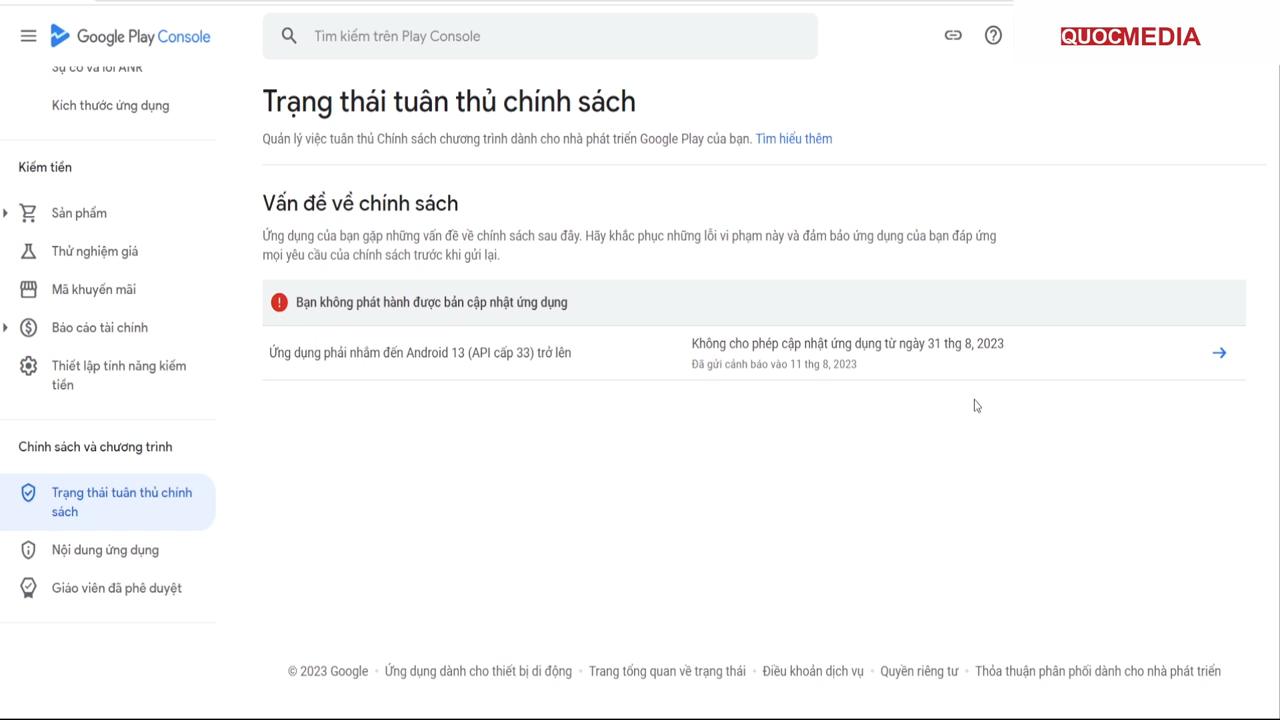 Google Play Console
Tìm kiếm trên Play Console
QUOCMEDIA
Sự cố và lỗi ANR
Kích thước ứng dụng
Kiếm tiền
Sản phẩm
Thử nghiệm giá
Mã khuyến mãi
Báo cáo tài chính
Thiết lập tính năng kiếm
tiền
Chính sách và chương trình
Trạng thái tuân thủ chính
sách
Nội dung ứng dụng
Giáo viên đã phê duyệt
Trạng thái tuân thủ chính sách
Quản lý việc tuân thủ Chính sách chương trình dành cho nhà phát triển Google Play của bạn. Tìm hiểu thêm
Vấn đề về chính sách
Ứng dụng của bạn gặp những vấn đề về chính sách sau đây. Hãy khắc phục những lỗi vi phạm này và đảm bảo ứng dụng của bạn đáp ứng
mọi yêu cầu của chính sách trước khi gửi lại.
Bạn không phát hành được bản cập nhật ứng dụng
Ứng dụng phải nhắm đến Android 13 (API cấp 33) trở lên
Không cho phép cập nhật ứng dụng từ ngày 31 thg 8, 2023
Đã gửi cảnh báo vào 11 thg 8, 2023
© 2023 Google • Ứng dụng dành cho thiết bị di động • Trang tổng quan về trạng thái • Điều khoản dịch vụ • Quyền riêng tư • Thỏa thuận phân phối dành cho nhà phát triển